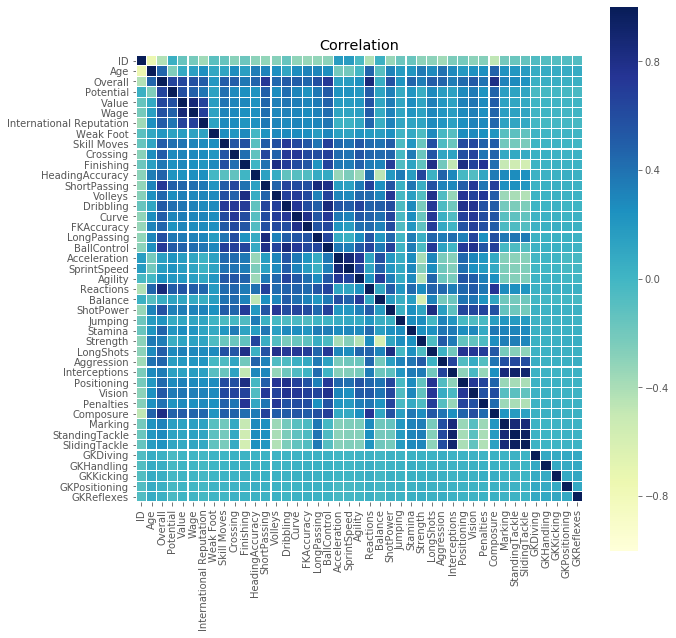 Correlation
ID
Age
Overall
Potential
Value
Wage
International Reputation
Weak Foot
Skill Moves
Crossing
Finishing
HeadingAccuracy
ShortPassing
Volleys
Dribbling
Curve
FKAccuracy
LongPassing
BallControl
Acceleration
SprintSpeed
Agility
Reactions
Balance
ShotPower
Jumping
Stamina
Strength
LongShots
Aggression
Interceptions
Positioning
Vision
Penalties
Composure
Marking
StandingTackle
SlidingTackle
GKDiving
GKHandling
GKKicking
GKPositioning
GKReflexes
ID
Age
Overall
Potential
Value
Wage
International Reputation
Weak Foot
Skill Moves
Crossing
Finishing
HeadingAccuracy
ShortPassing
Volleys
Dribbling
Curve
FKAccuracy
LongPassing
BallControl
Acceleration
SprintSpeed
Agility
Reactions
Balance
ShotPower
Jumping
Stamina
Strength
LongShots
Aggression
Interceptions
Positioning
Vision
Penalties
Composure
Marking
StandingTackle
SlidingTackle
GKDiving
GKHandling
GKKicking
GKPositioning
GKReflexes
0.8
0.4
0.0
−0.4
−0.8